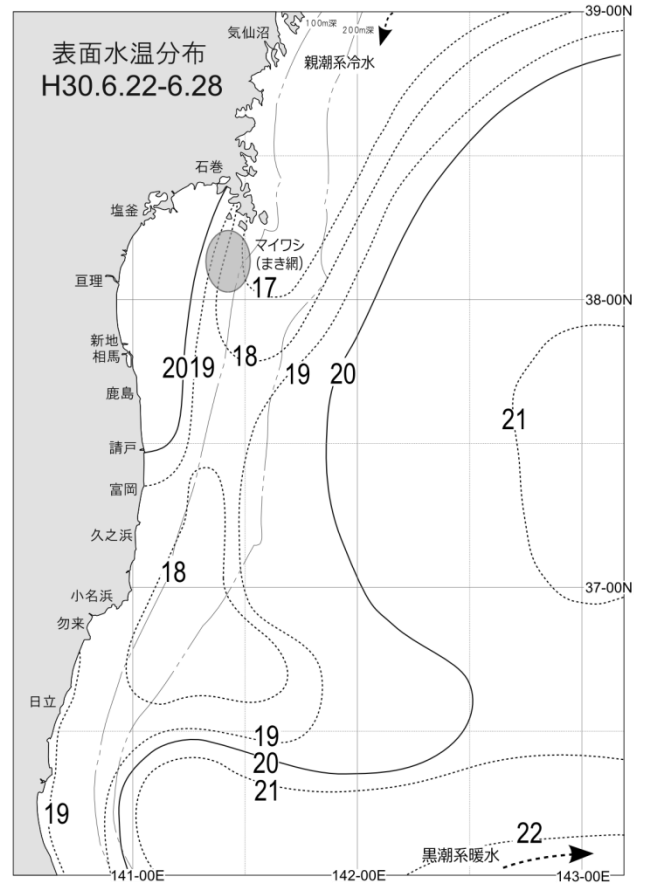 39-00N
100m深
200m深
気仙沼
表面水温分布
H30.6.22-6.28
親潮系冷水
石巻
塩釜
マイワシ
(まき網)
亘理
17
38-00N
新地
相馬
18
20
19
19
20
鹿島
21
請戸
富岡
久之浜
18
37-00N
小名浜
勿来
日立
19
20
21
19
22
黒潮系暖水
141-00E
142-00E
143-00E